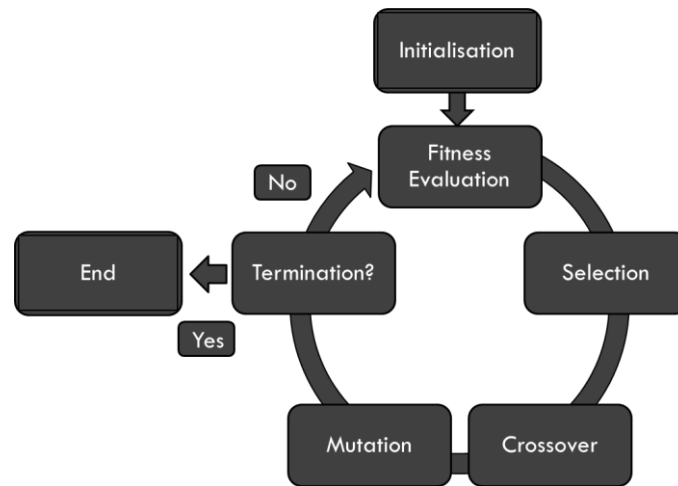 Initialisation
Fitness
Evaluation
No
End
Termination?
Selection
Yes
Mutation
Crossover